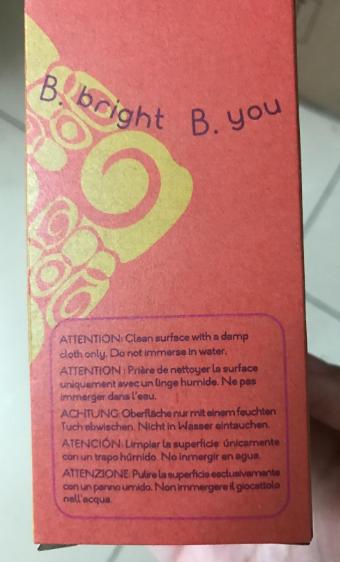 B. bright B. you
ATTENTION: Clean surface with a damp
cloth only. Do not immerse in water.
ATTENTION : Prière de nettoyer la surface
uniquement avec un linge humide. Ne pas
immerger dans l'eau.
ACHTUNG: Oberfläche nur mit einem feuchten
Tuch abwischen. Nicht in Wasser eintauchen.
ATENCIÓN: Limpiar la superficie únicamente
con un trapo húmido. No inmergir en agua.
ATTENZIONE: Pulire la superficie esclusivamente
con un panno umido. Non immergere il giocattolo
nell'acqua.